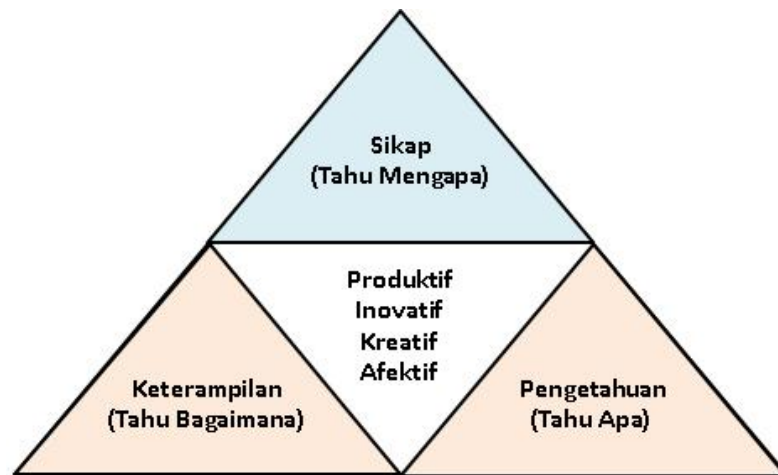 Sikap
(Tahu Mengapa)
Produktif
Inovatif
Kreatif
Afektif
Keterampilan
(Tahu Bagaimana)
Pengetahuan
(Tahu Apa)